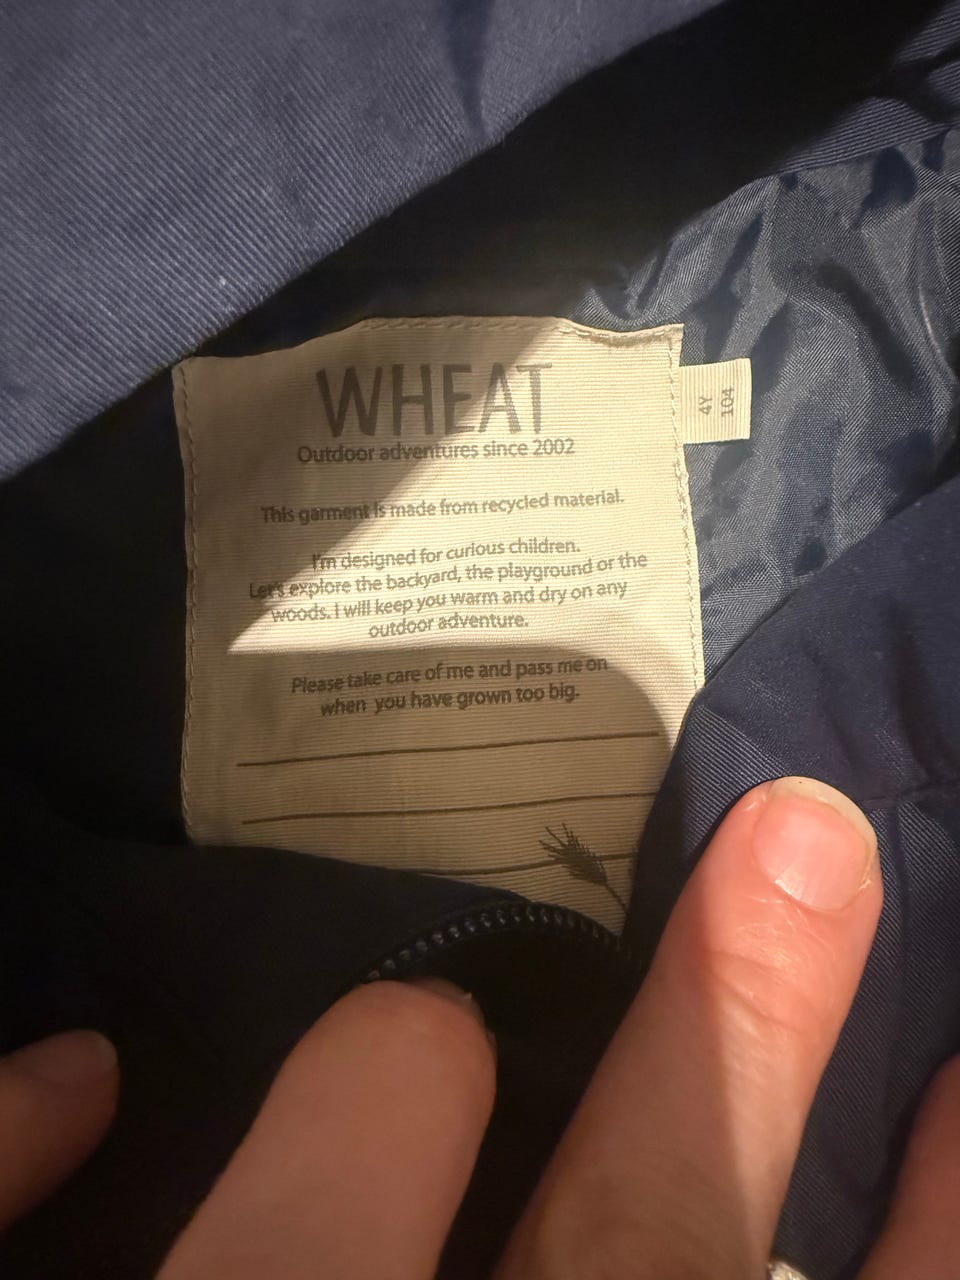 WHEAT
Outdoor adventures since 2002
This garment is made from recycled material.
I'm designed for curious children.
Let's explore the backyard, the playground or the
woods. I will keep you warm and dry on any
outdoor adventure.
Please take care of me and pass me on
when you have grown too big.
4Y
104